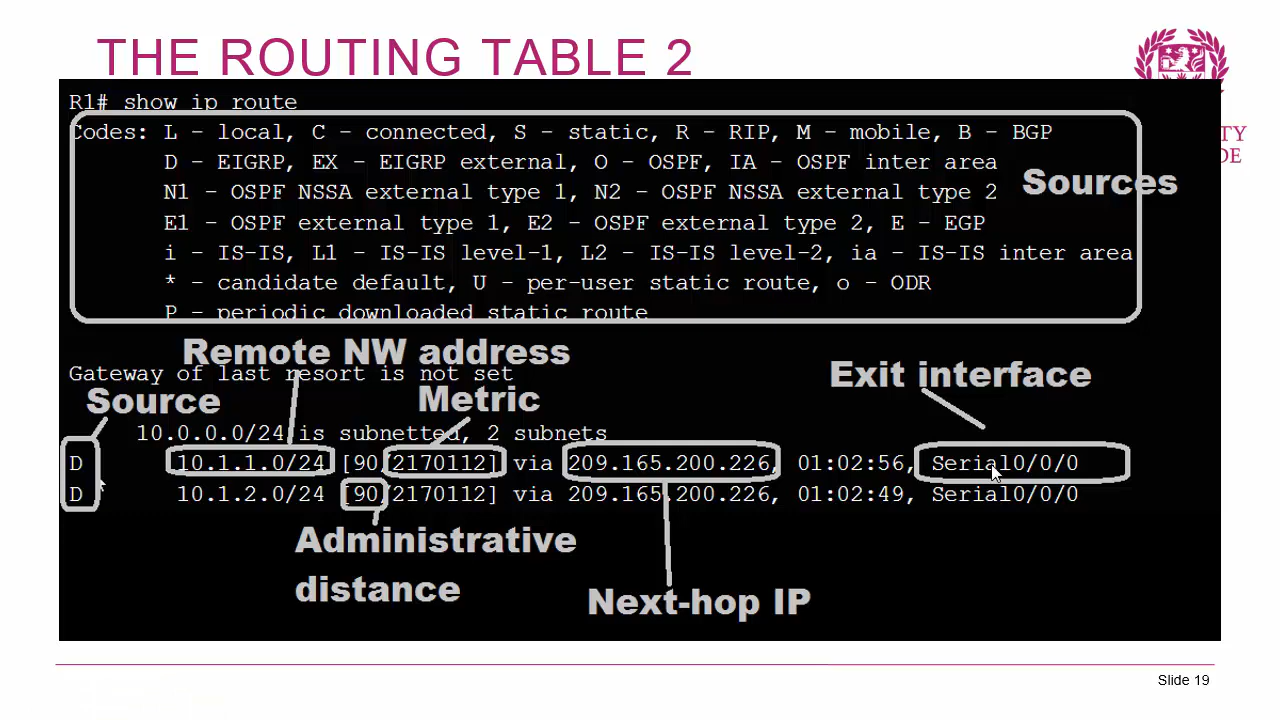 THE ROUTING TABLE 2
TY
DE
R1# show ip route
Codes: L - local, C - connected, S - static, R - RIP, M - mobile, B - BGP
D - EIGRP, EX - EIGRP external, O - OSPF, IA - OSPF inter area
Sources
N1 - OSPF NSSA external type 1, N2 - OSPF NSSA external type 2
E1 - OSPF external type 1, E2 - OSPF external type 2, E - EGP
i - IS-IS, L1 - IS-IS level-1, L2 - IS-IS level-2, ia - IS-IS inter area
* - candidate default, U - per-user static route, o - ODR
P - periodic downloaded static route
Remote NW address
Gateway of last resort is not set
Exit interface
Source
Metric
10.0.0.0/24 is subnetted, 2 subnets
D 10.1.1.0/24 [90/2170112] via 209.165.200.226, 01:02:56, Serial0/0/0
D 10.1.2.0/24 [90/2170112] via 209.165.200.226, 01:02:49, Serial0/0/0
Administrative
distance
Next-hop IP
Slide 19